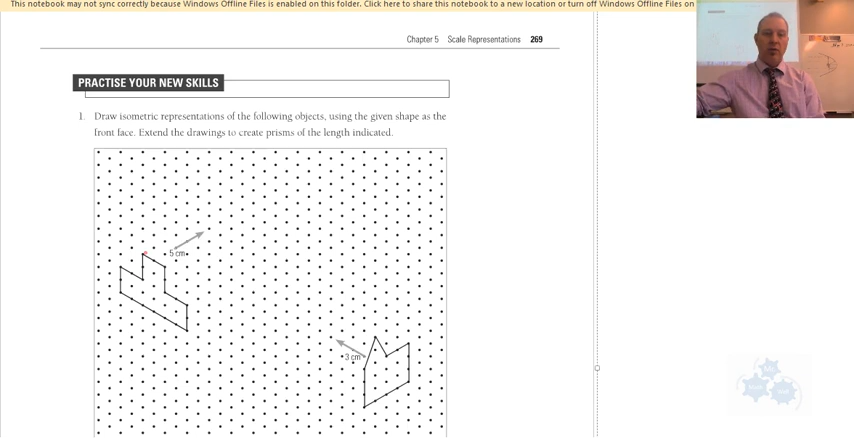 This notebook may not sync correctly because Windows Offline Files is enabled on this folder. Click here to share this notebook to a new location or turn off Windows Offline Files on
Chapter 5 Scale Representations 269
PRACTISE YOUR NEW SKILLS
1. Draw isometric representations of the following objects, using the given shape as the
front face. Extend the drawings to create prisms of the length indicated.
5 cm
3 cm